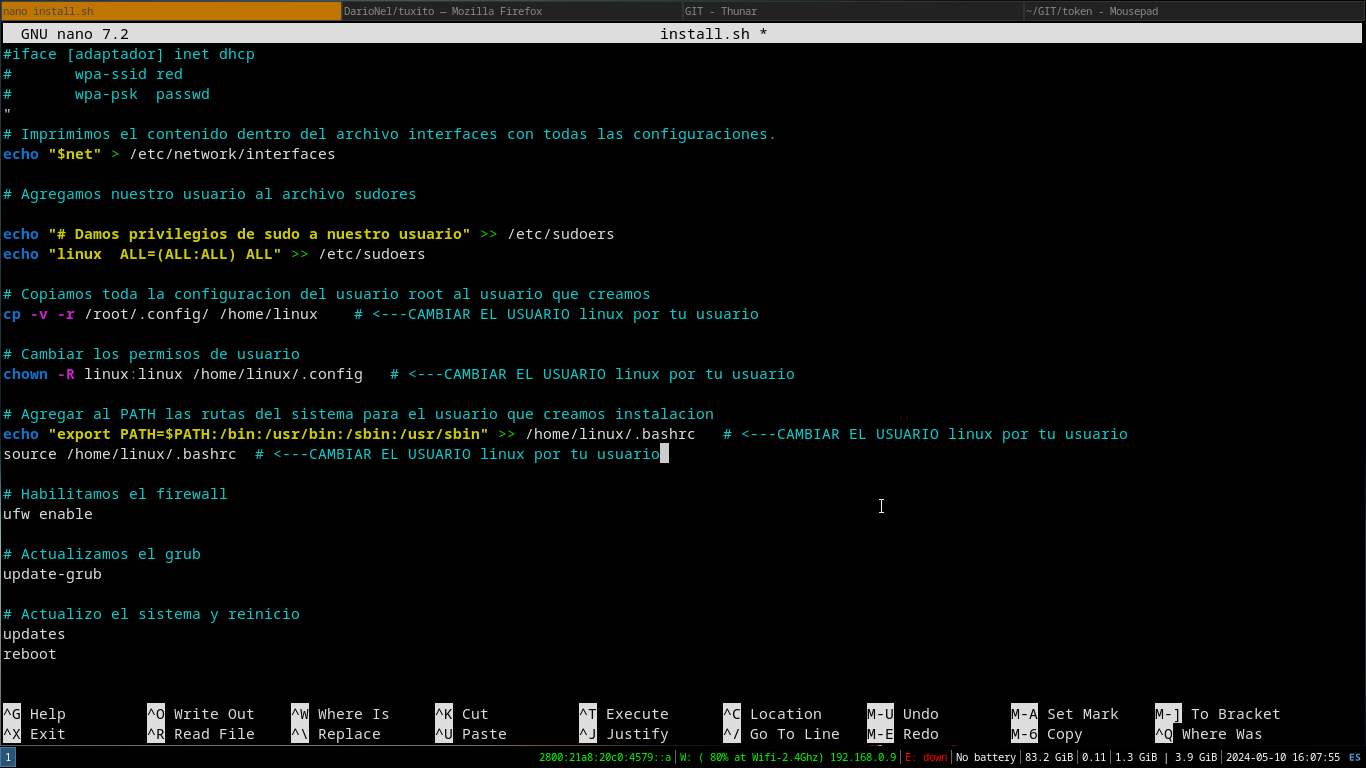 nano install.sh DarioNel/tuxito — Mozilla Firefox GIT - Thunar ~/GIT/token - Mousepad
GNU nano 7.2 install.sh *
#iface [adaptador] inet dhcp
#       wpa-ssid red
#       wpa-psk  passwd
"
# Imprimimos el contenido dentro del archivo interfaces con todas las configuraciones.
echo "$net" > /etc/network/interfaces
# Agregamos nuestro usuario al archivo sudores
echo "# Damos privilegios de sudo a nuestro usuario" >> /etc/sudoers
echo "linux  ALL=(ALL:ALL) ALL" >> /etc/sudoers
# Copiamos toda la configuracion del usuario root al usuario que creamos
cp -v -r /root/.config/ /home/linux    # <---CAMBIAR EL USUARIO linux por tu usuario
# Cambiar los permisos de usuario
chown -R linux:linux /home/linux/.config   # <---CAMBIAR EL USUARIO linux por tu usuario
# Agregar al PATH las rutas del sistema para el usuario que creamos instalacion
echo "export PATH=$PATH:/bin:/usr/bin:/sbin:/usr/sbin" >> /home/linux/.bashrc   # <---CAMBIAR EL USUARIO linux por tu usuario
source /home/linux/.bashrc  # <---CAMBIAR EL USUARIO linux por tu usuario
# Habilitamos el firewall
ufw enable
# Actualizamos el grub
update-grub
# Actualizo el sistema y reinicio
updates
reboot
^G Help ^O Write Out ^W Where Is ^K Cut ^T Execute ^C Location M-U Undo M-A Set Mark M-] To Bracket
^X Exit ^R Read File ^\ Replace ^U Paste ^J Justify ^/ Go To Line M-E Redo M-6 Copy ^Q Where Was
1 2800:21a8:20c0:4579::a|W: ( 80% at Wifi-2.4Ghz) 192.168.0.9|E: down|No battery|83.2 GiB|0.11|1.3 GiB | 3.9 GiB|2024-05-10 16:07:55 ES